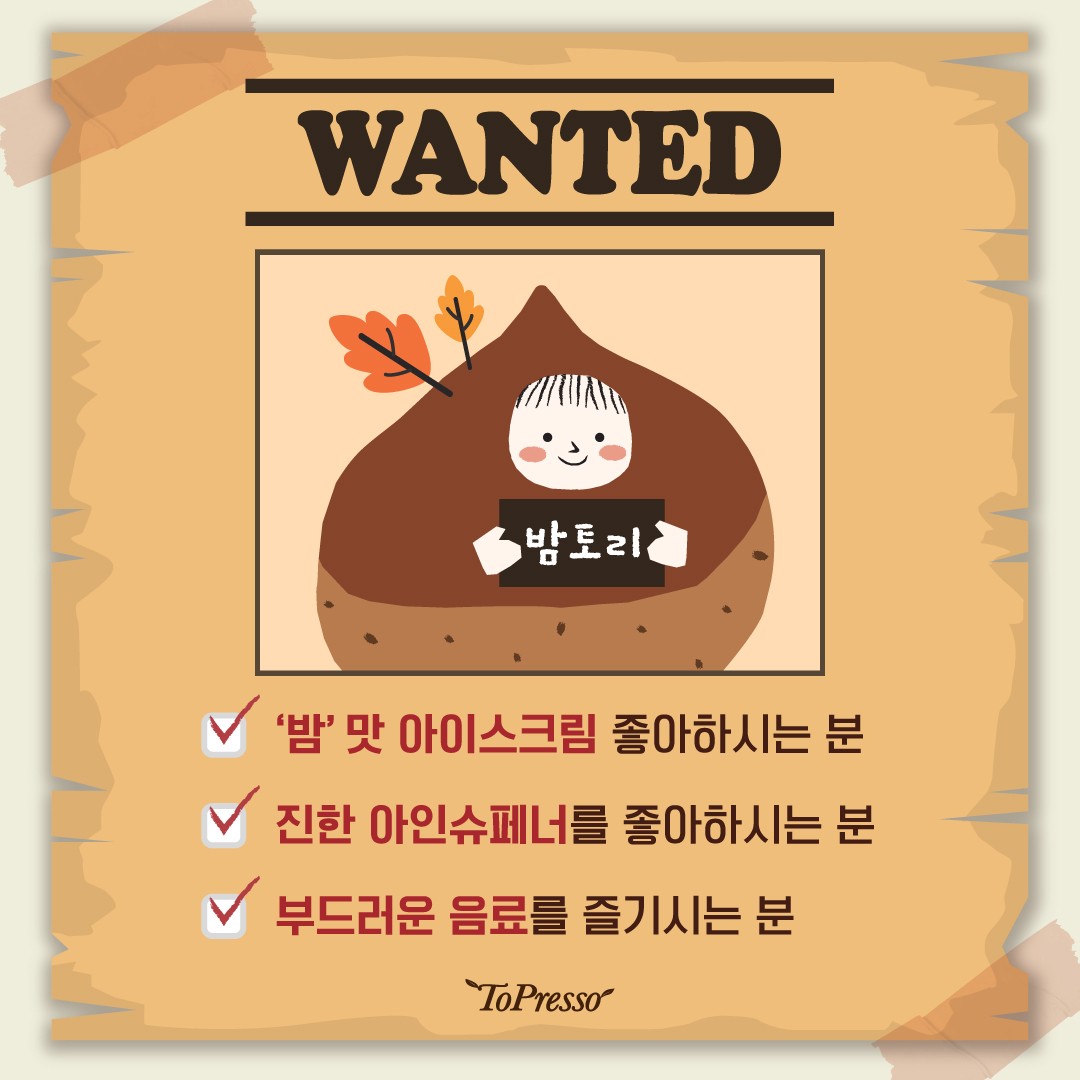 WANTED
밤토리
‘밤’ 맛 아이스크림 좋아하시는 분
진한 아인슈페너를 좋아하시는 분
부드러운 음료를 즐기시는 분
ToPresso